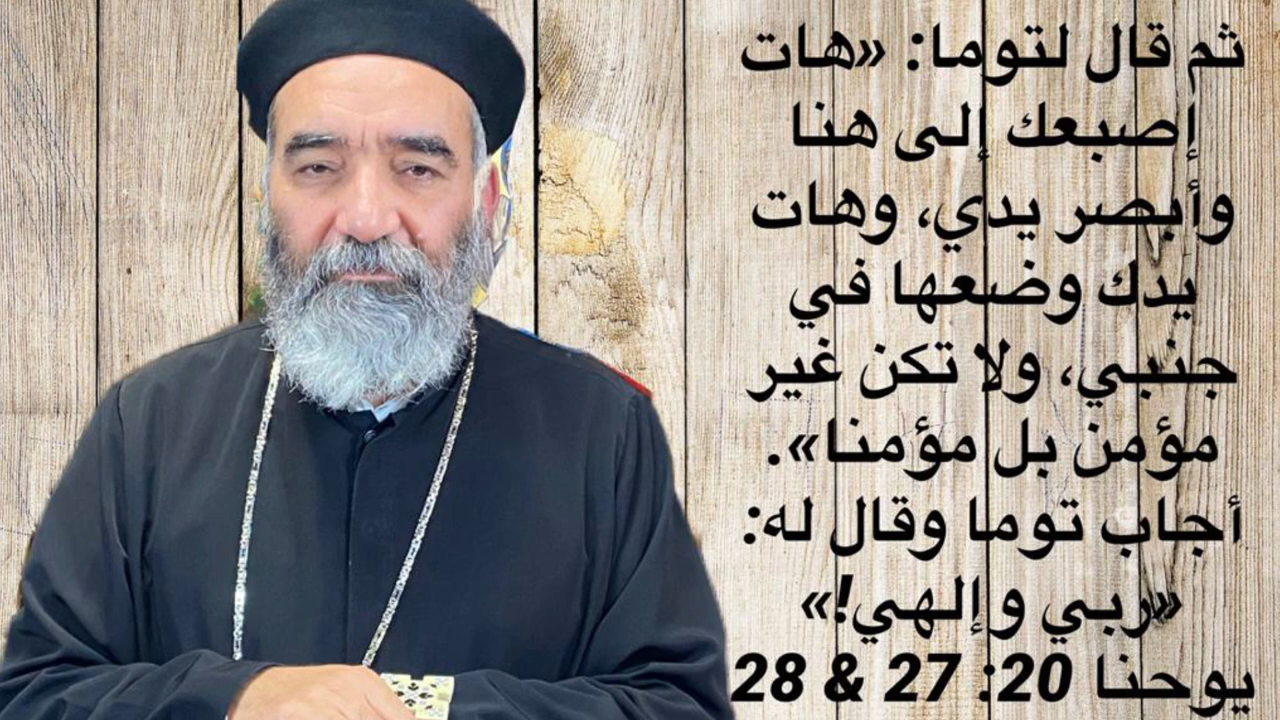 ثم قال لتوما: «هات
إصبعك إلى هنا
وأبصر يدي، وهات
يدك وضعها في
جنبي، ولا تكن غير
مؤمن بل مؤمنا».
أجاب توما وقال له:
«ربي وإلهي!»
يوحنا 20: 27 & 28